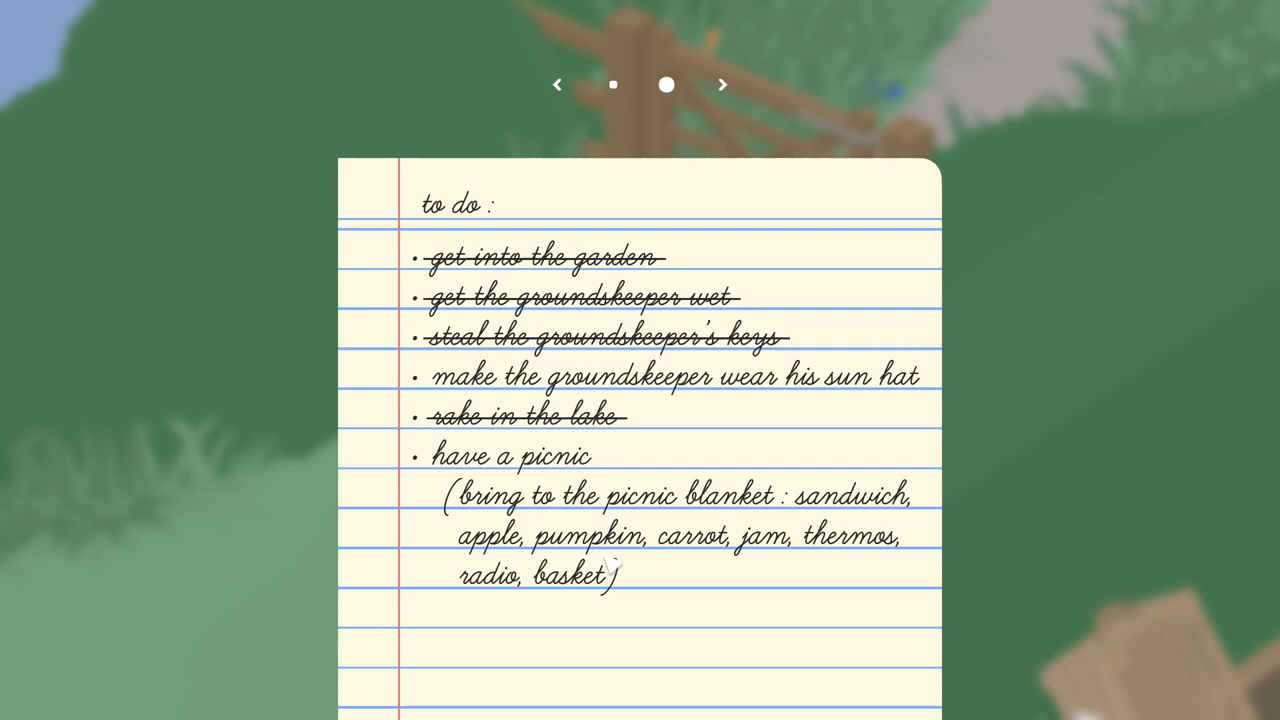 to do :
• get into the garden
• get the groundskeeper wet
• steal the groundskeeper's keys
• make the groundskeeper wear his sun hat
• rake in the lake
• have a picnic
(bring to the picnic blanket : sandwich,
apple, pumpkin, carrot, jam, thermos,
radio, basket)